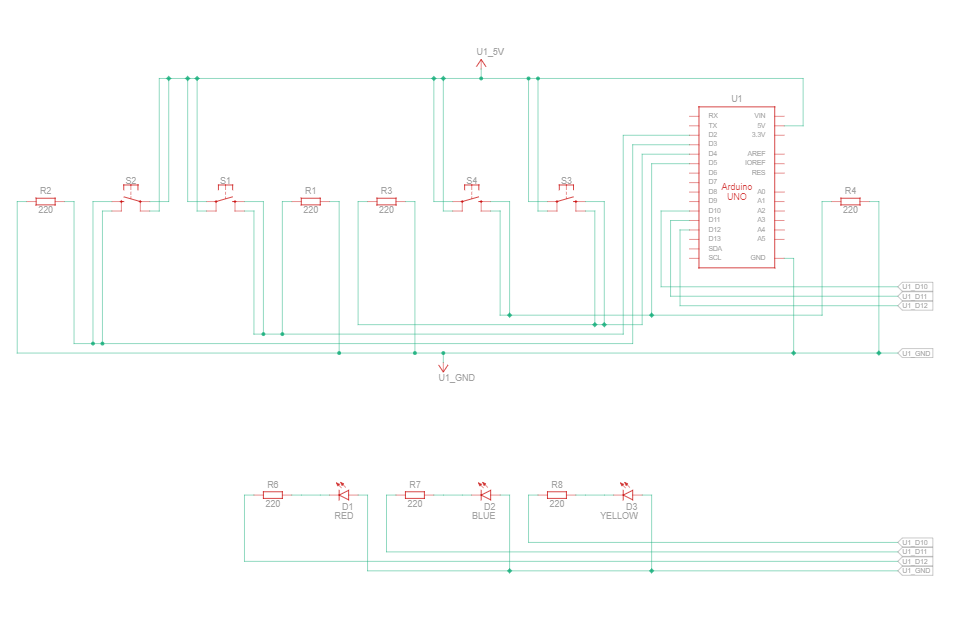 U1_5V
U1
RX
VIN
TX
5V
D2
3.3V
D3
D4
AREF
D5
IOREF
D6
RES
D7
D8
A0
D9
A1
D10
A2
D11
A3
D12
A4
D13
A5
SDA
SCL
GND
Arduino
UNO
R2
220
S2
S1
R1
220
R3
220
S4
S3
R4
220
U1_D10
U1_D11
U1_D12
U1_GND
U1_GND
R6
220
D1
RED
R7
220
D2
BLUE
R8
220
D3
YELLOW
U1_D10
U1_D11
U1_D12
U1_GND